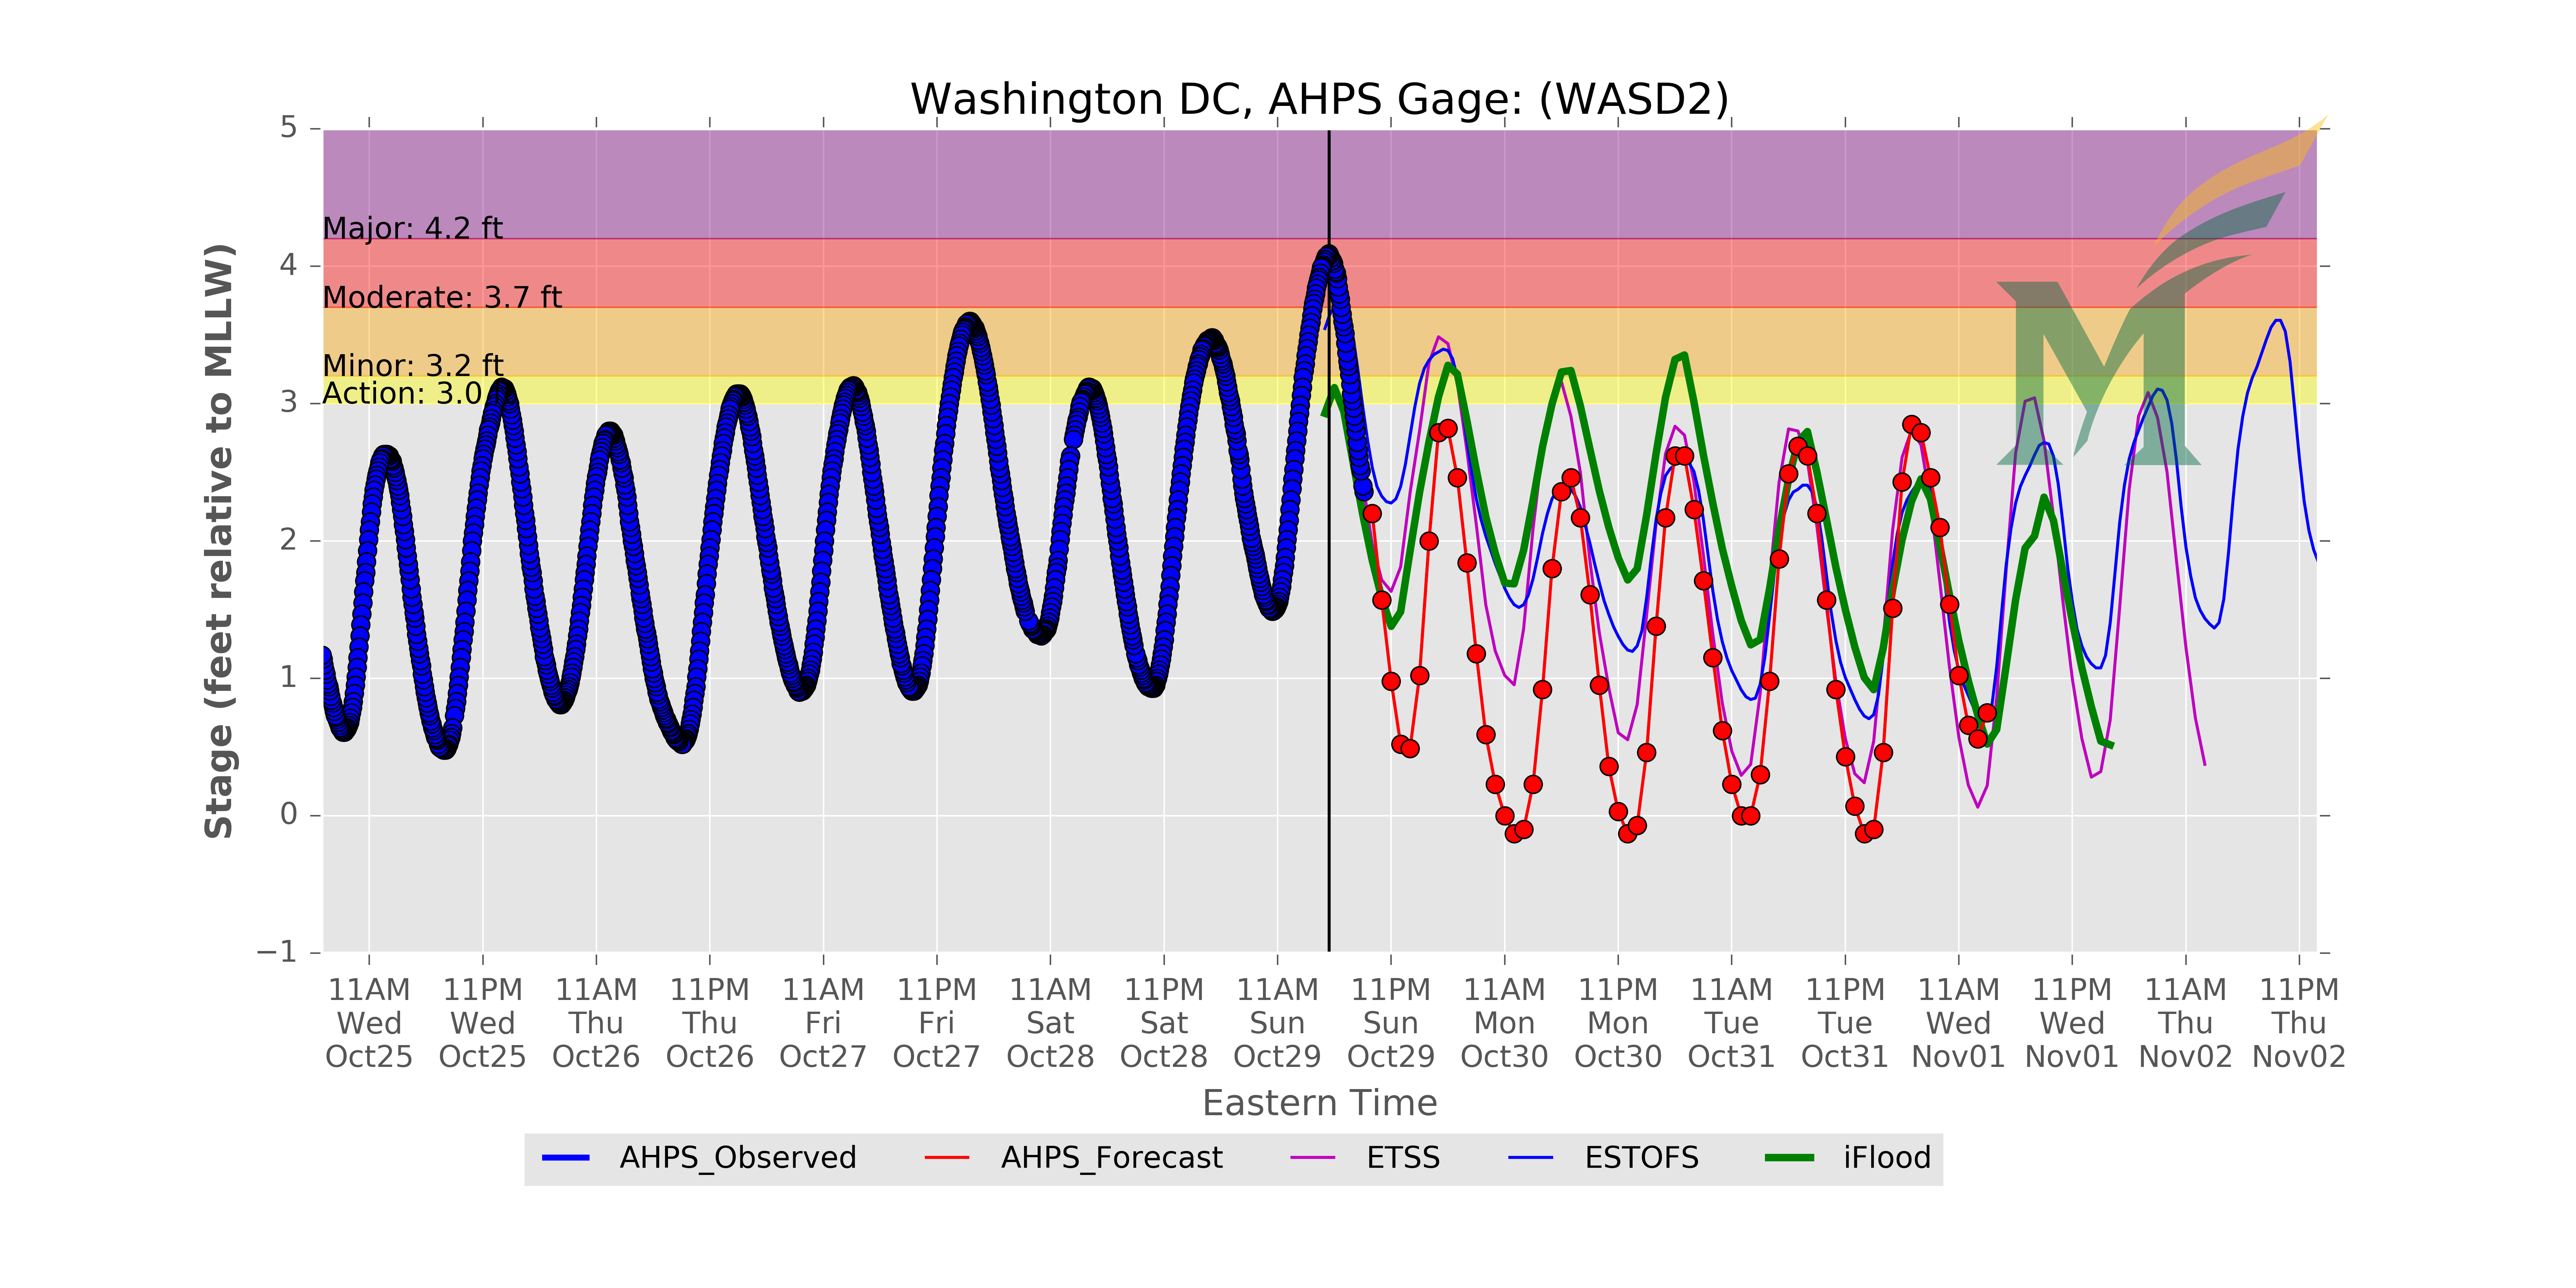 Washington DC, AHPS Gage: (WASD2)
5
4
3
2
1
0
−1
Stage (feet relative to MLLW)
Major: 4.2 ft
Moderate: 3.7 ft
Minor: 3.2 ft
Action: 3.0
M
11AM 11PM 11AM 11PM 11AM 11PM 11AM 11PM 11AM 11PM 11AM 11PM 11AM 11PM 11AM 11PM 11AM 11PM
Wed Wed Thu Thu Fri Fri Sat Sat Sun Sun Mon Mon Tue Tue Wed Wed Thu Thu
Oct25 Oct25 Oct26 Oct26 Oct27 Oct27 Oct28 Oct28 Oct29 Oct29 Oct30 Oct30 Oct31 Oct31 Nov01 Nov01 Nov02 Nov02
Eastern Time
AHPS_Observed AHPS_Forecast ETSS ESTOFS iFlood